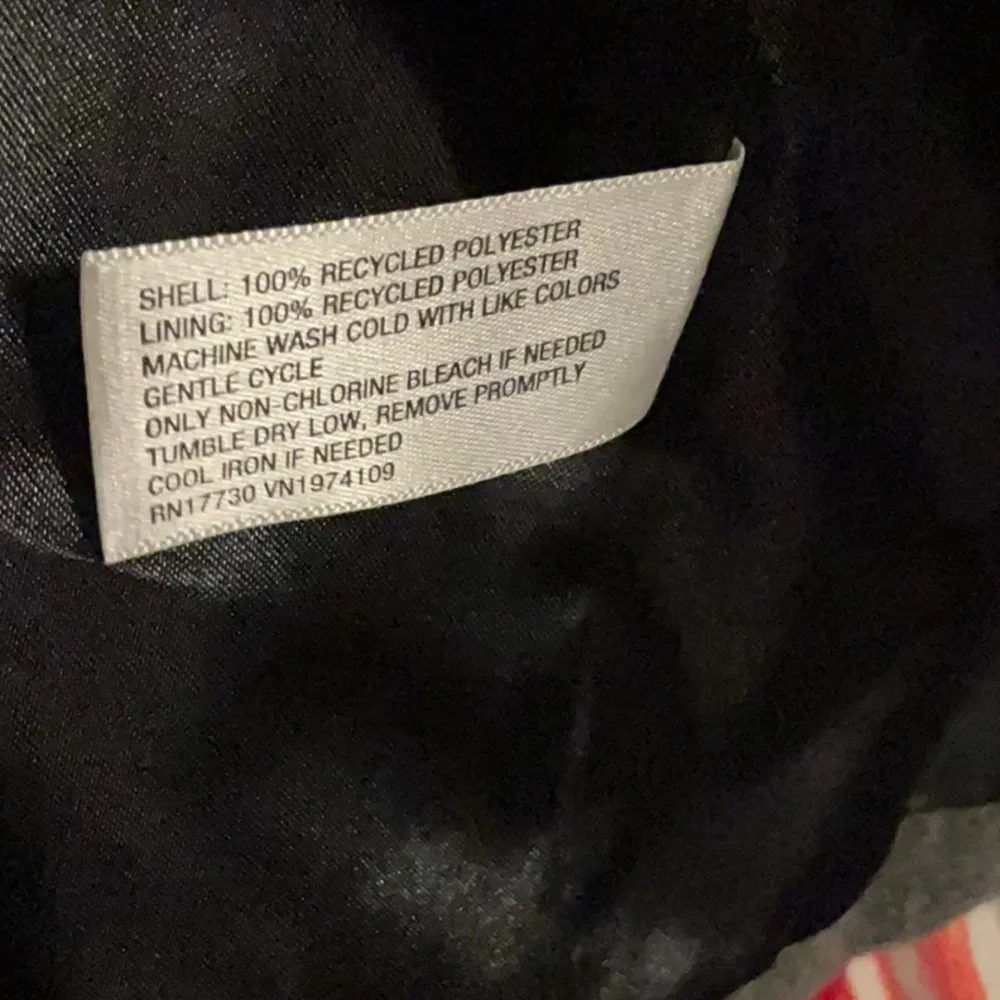 SHELL: 100% RECYCLED POLYESTER
LINING: 100% RECYCLED POLYESTER
MACHINE WASH COLD WITH LIKE COLORS
GENTLE CYCLE
ONLY NON-CHLORINE BLEACH IF NEEDED
TUMBLE DRY LOW, REMOVE PROMPTLY
COOL IRON IF NEEDED
RN17730 VN1974109